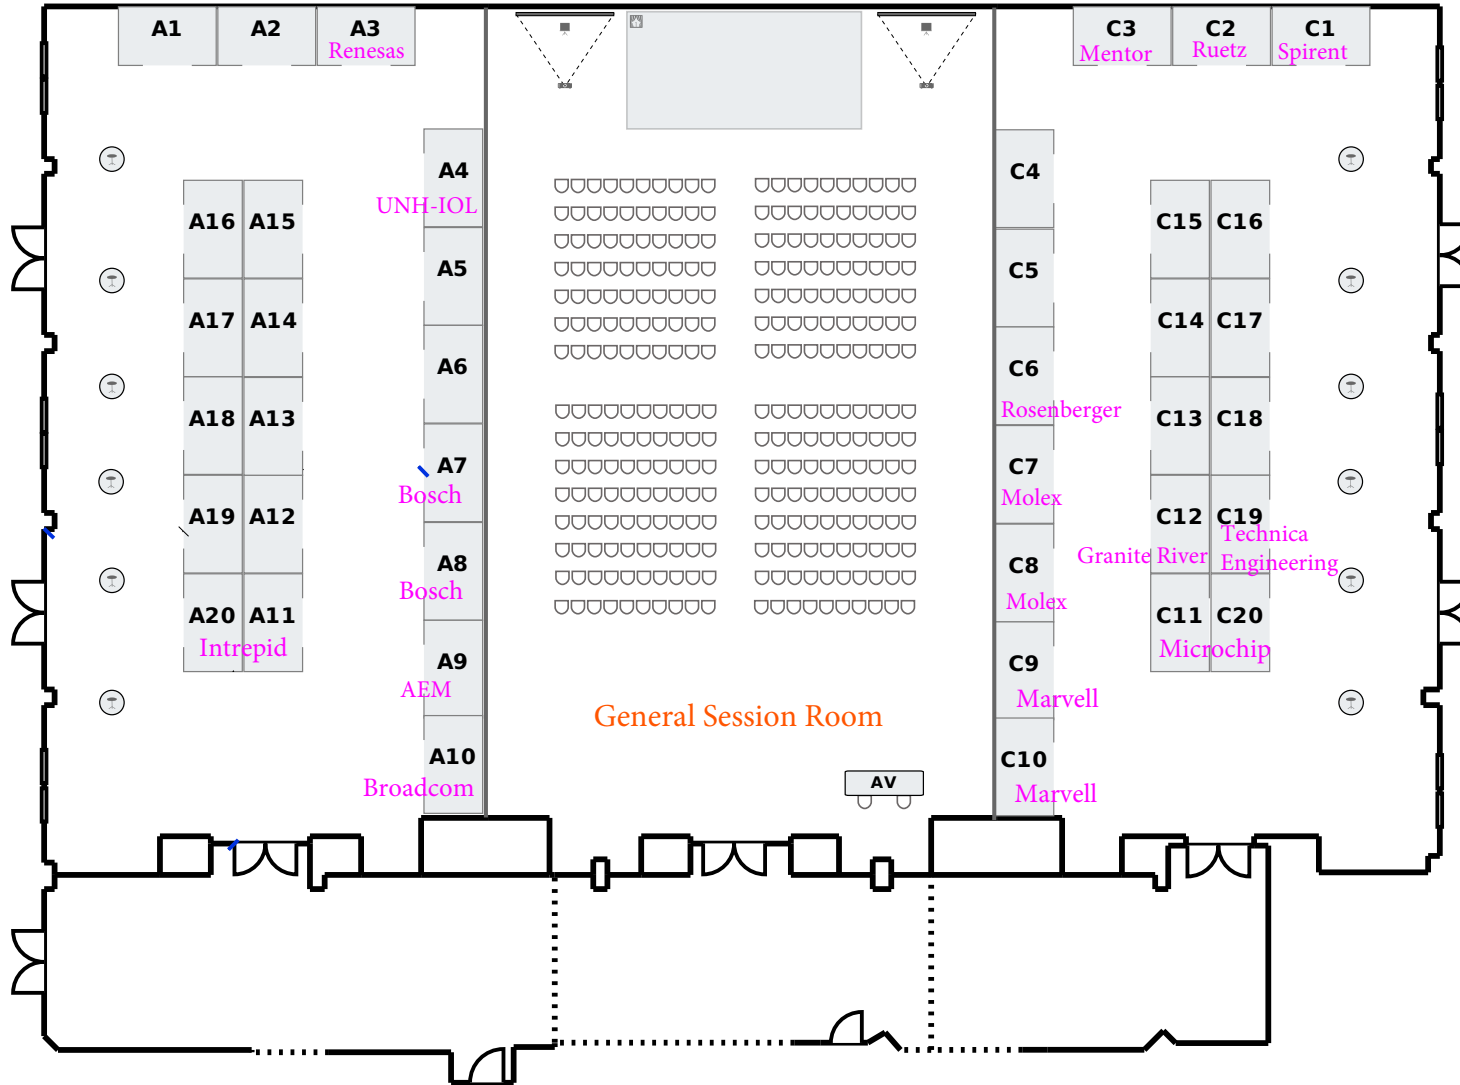 A1
A2
A3
Renesas
C3
Mentor
C2
Ruetz
C1
Spirent
A4
UNH-IOL
C4
A16
A15
C15
C16
A5
C5
A17
A14
C14
C17
A6
C6
Rosenberger
A18
A13
C13
C18
A7
Bosch
C7
Molex
A19
A12
C12
Granite River
C19
Technica
Engineering
A8
Bosch
C8
Molex
A20
A11
Intrepid
C11
C20
Microchip
A9
AEM
C9
Marvell
General Session Room
A10
Broadcom
AV
C10
Marvell